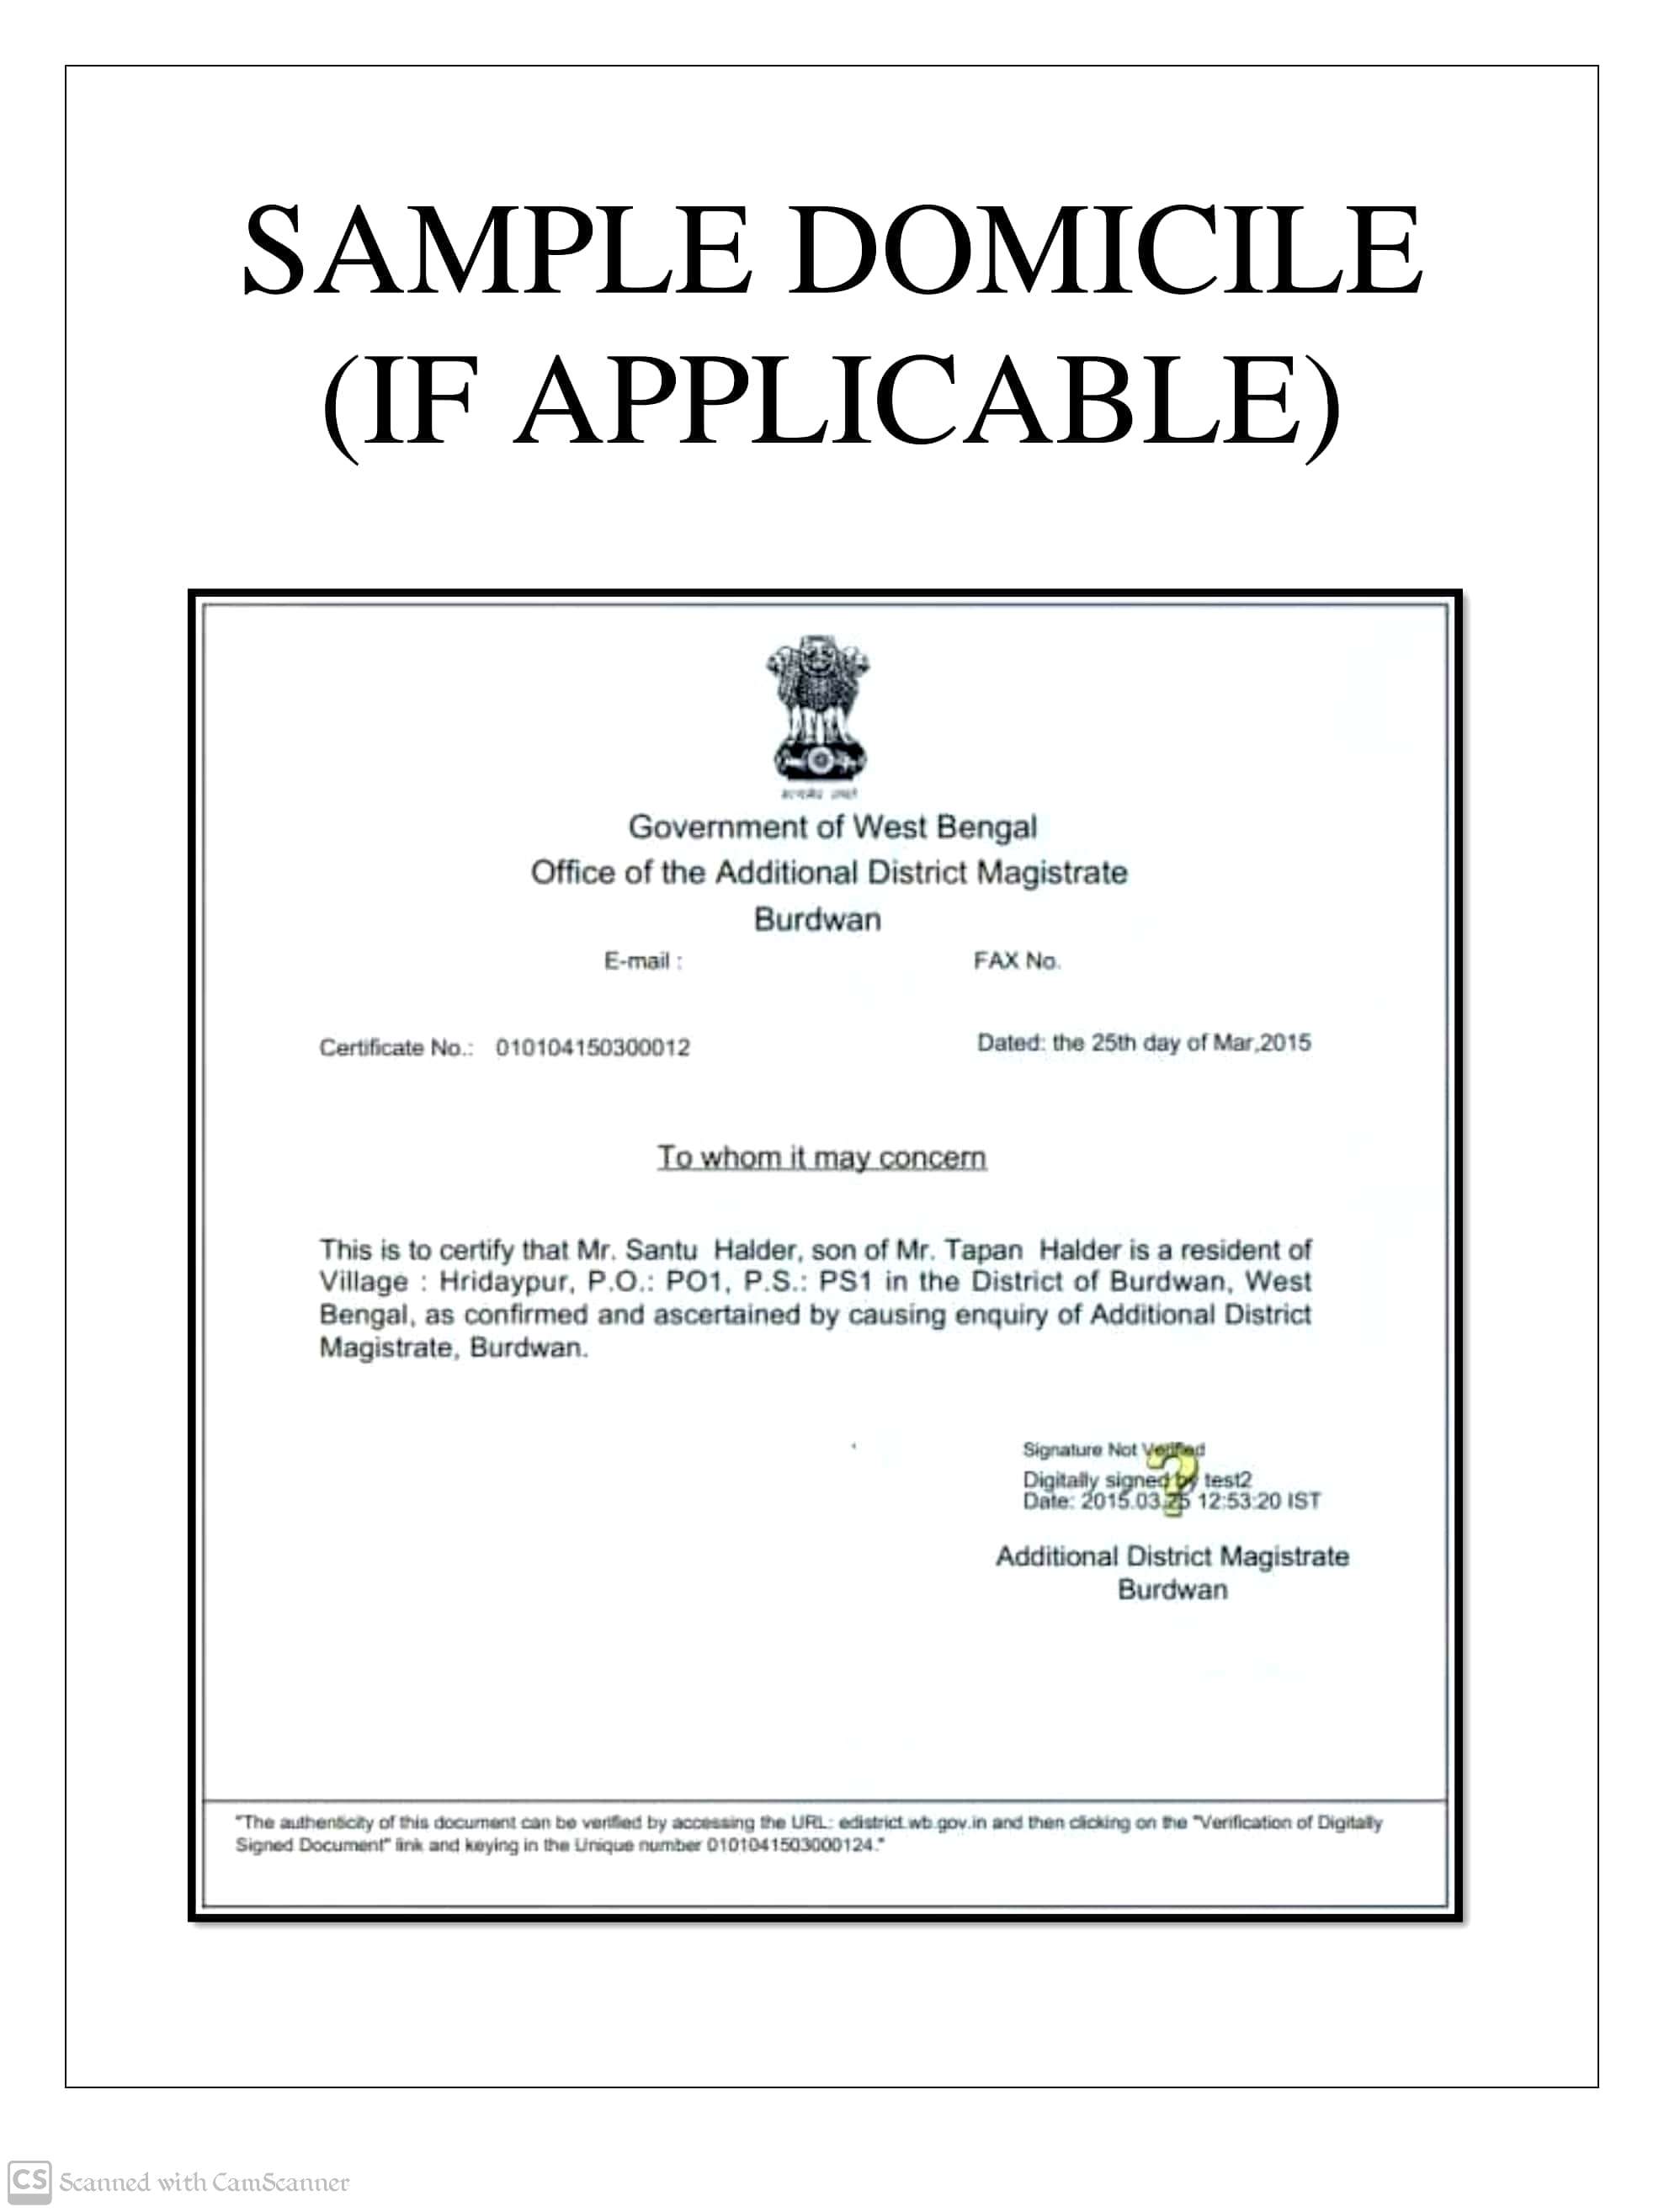 SAMPLE DOMICILE
(IF APPLICABLE)
Government of West Bengal
Office of the Additional District Magistrate
Burdwan
E-mail : FAX No.
Certificate No.: 010104150300012 Dated: the 25th day of Mar,2015
To whom it may concern
This is to certify that Mr. Santu Halder, son of Mr. Tapan Halder is a resident of
Village : Hridaypur, P.O.: PO1, P.S.: PS1 in the District of Burdwan, West
Bengal, as confirmed and ascertained by causing enquiry of Additional District
Magistrate, Burdwan.
Signature Not Verified
Digitally signed by test2
Date: 2015.03.25 12:53:20 IST
Additional District Magistrate
Burdwan
"The authenticity of this document can be verified by accessing the URL: edistrict.wb.gov.in and then clicking on the "Verification of Digitally
Signed Document" link and keying in the Unique number 0101041503000124."
CS Scanned with CamScanner